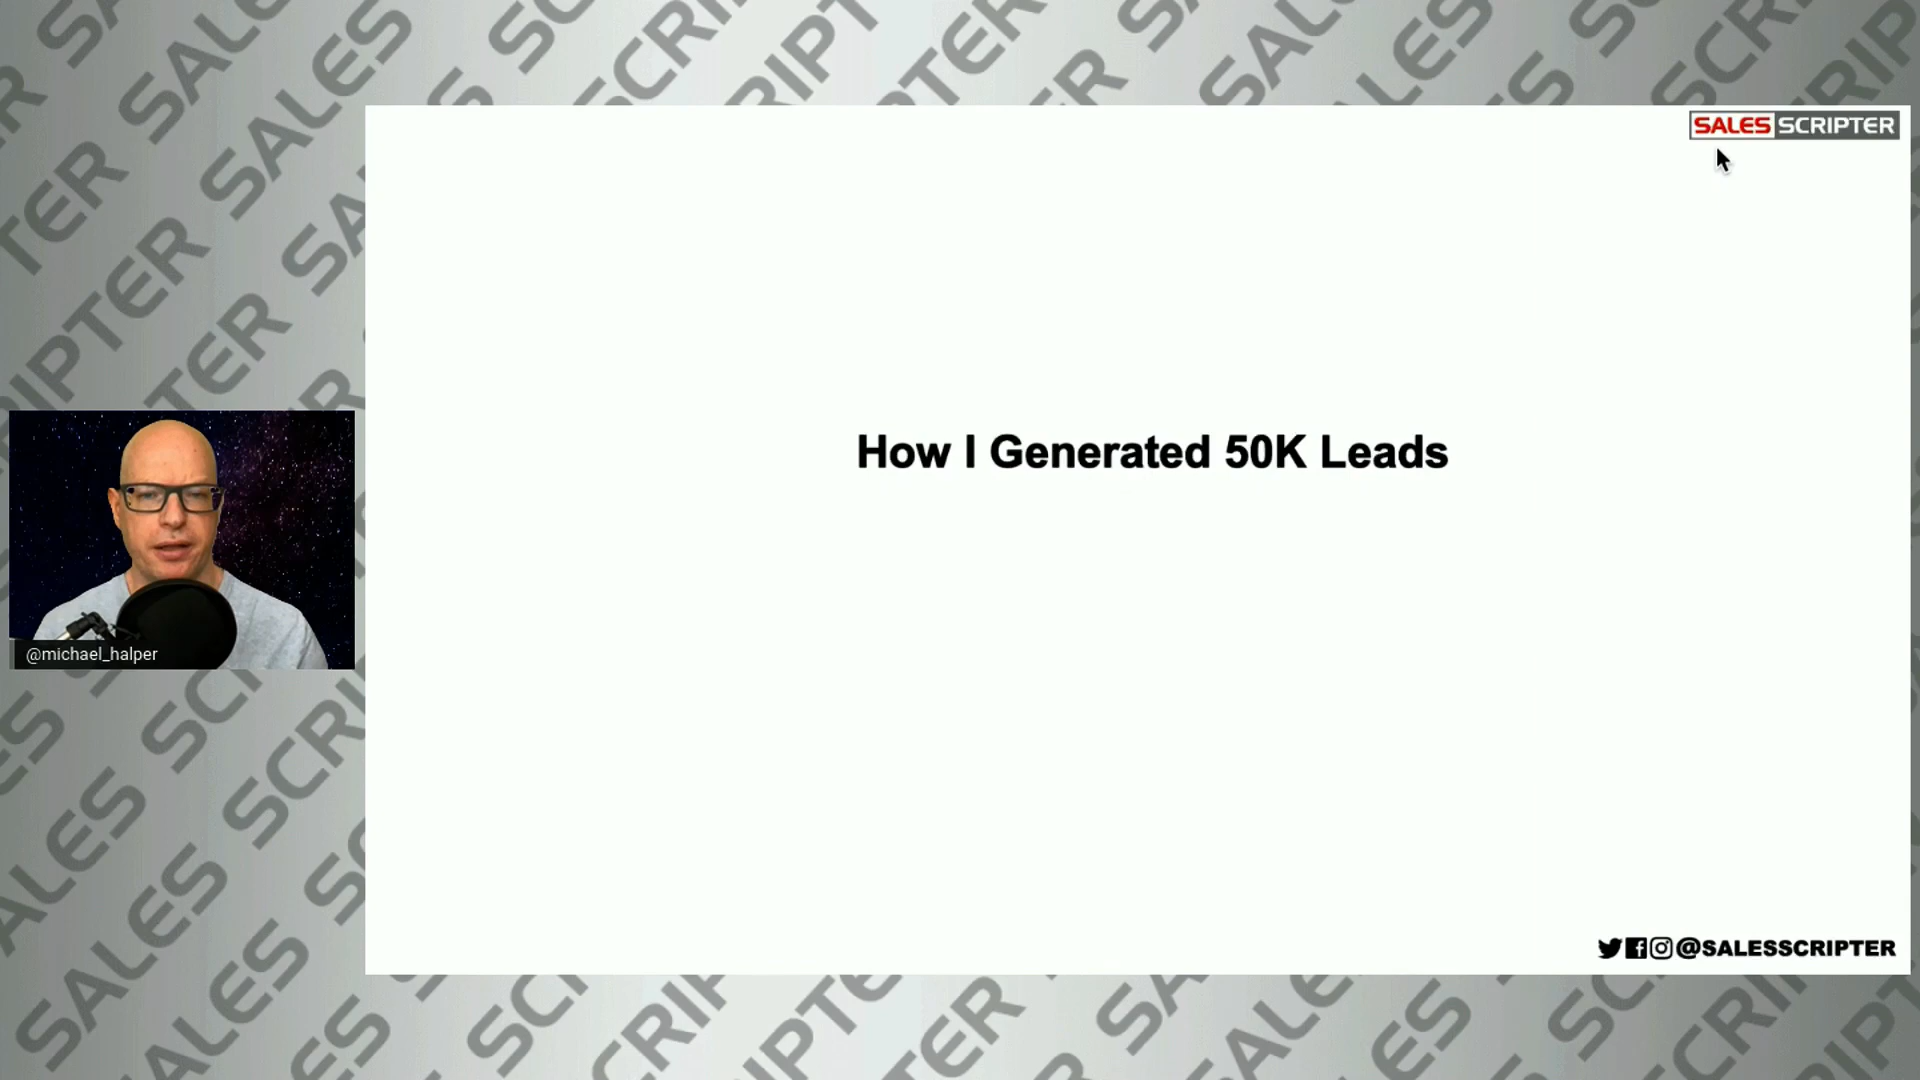 SALES SCRIPTER
How I Generated 50K Leads
@michael_halper
@SALESSCRIPTER